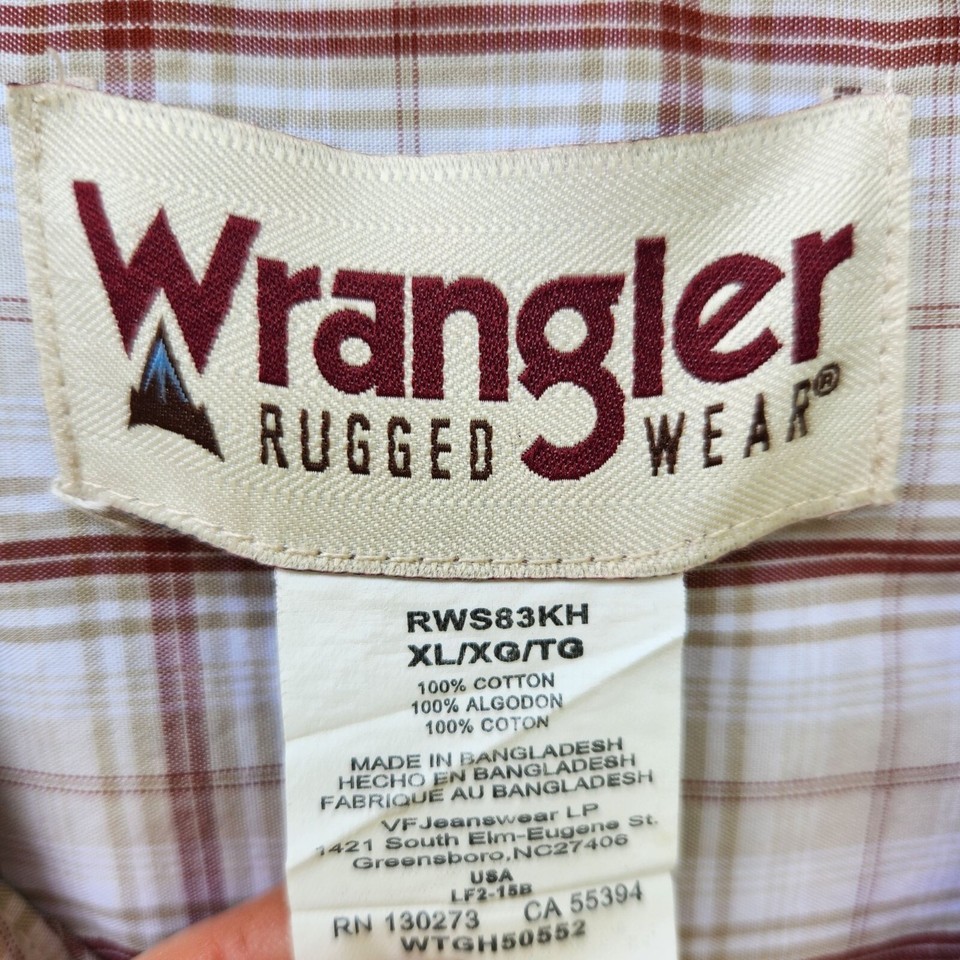 Wrangler®
RUGGED WEAR
RWS83KH
XL/XG/TG
100% COTTON
100% ALGODON
100% COTON
MADE IN BANGLADESH
HECHO EN BANGLADESH
FABRIQUE AU BANGLADESH
VFJeanswear LP
1421 South Elm-Eugene St.
Greensboro,NC27406
USA
LF2-15B
RN 130273 CA 55394
WTGH50552